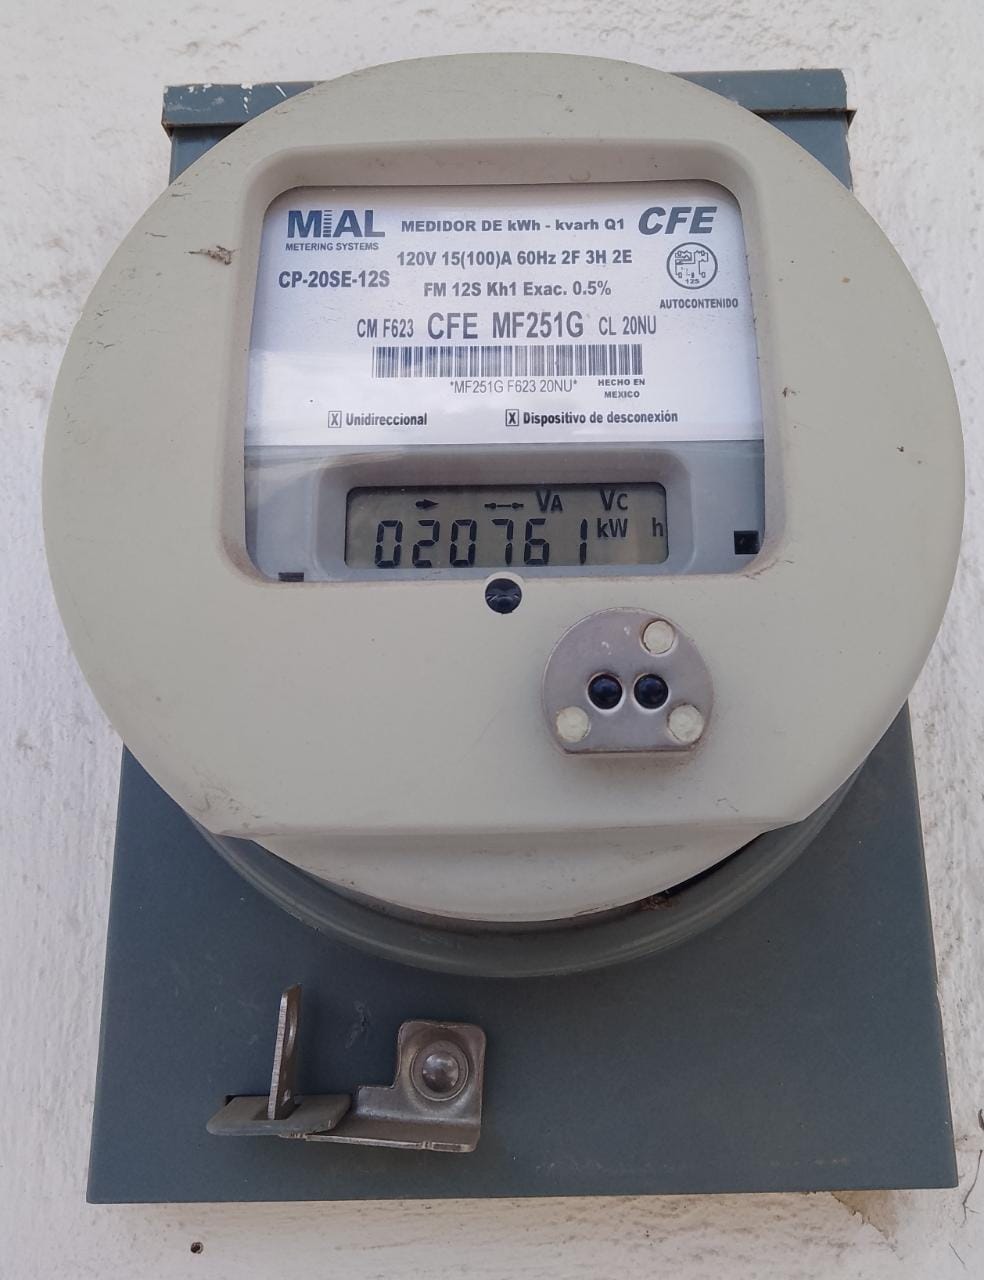 MIAL
METERING SYSTEMS
MEDIDOR DE kWh - kvarh Q1
CFE
120V 15(100)A 60Hz 2F 3H 2E
CP-20SE-12S
FM 12S Kh1 Exac. 0.5%
12S
AUTOCONTENIDO
CM F623 CFE MF251G CL 20NU
*MF251G F623 20NU*
HECHO EN
MEXICO
X Unidireccional
X Dispositivo de desconexión
VA VC
020761 kW h